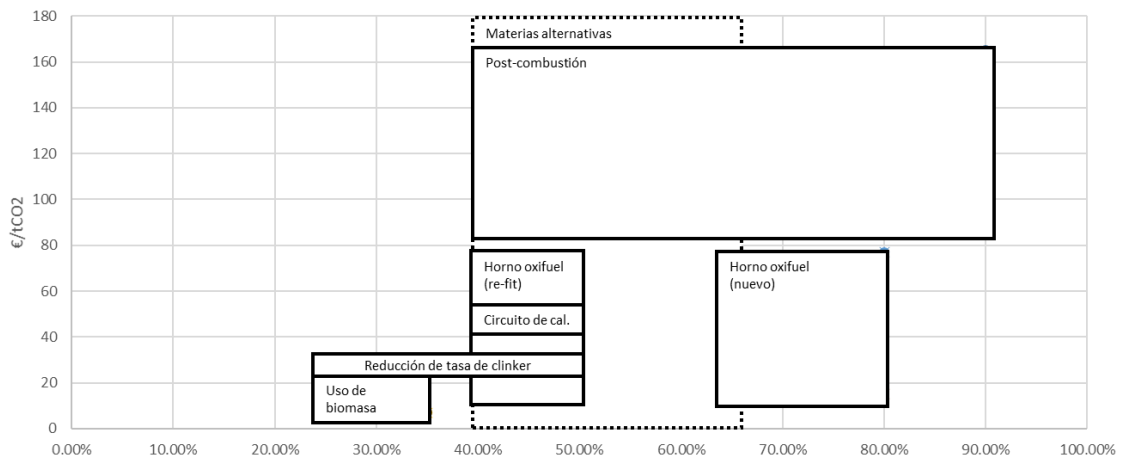 180
Materias alternativas
160
Post-combustión
140
120
100
€/tCO2
80
Horno oxifuel
(re-fit)
Horno oxifuel
(nuevo)
60
Circuito de cal.
40
Reducción de tasa de clinker
20
Uso de
biomasa
0
0.00% 10.00% 20.00% 30.00% 40.00% 50.00% 60.00% 70.00% 80.00% 90.00% 100.00%